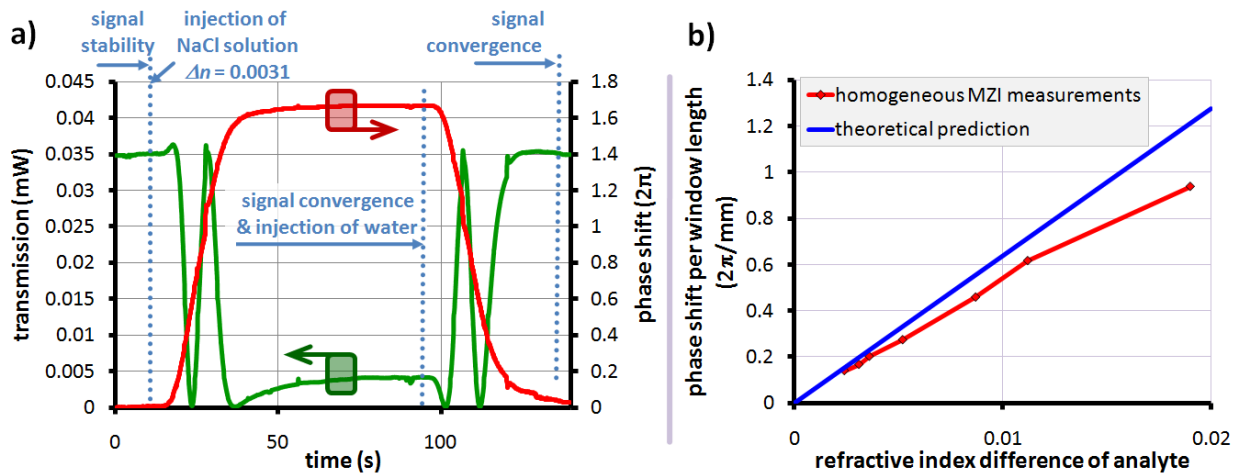 a)
signal
stability
injection of
NaCl solution
Δn = 0.0031
signal
convergence
0.045
0.04
0.035
0.03
0.025
0.02
0.015
0.01
0.005
0
transmission (mW)
signal convergence
& injection of water
1.8
1.6
1.4
1.2
1
0.8
0.6
0.4
0.2
0
phase shift (2π)
0
50
100
time (s)
b)
1.4
1.2
1
0.8
0.6
0.4
0.2
0
phase shift per window length
(2π/mm)
homogeneous MZI measurements
theoretical prediction
0
0.01
0.02
refractive index difference of analyte